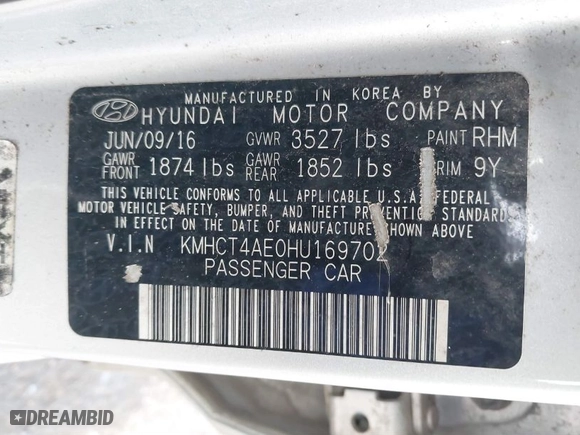 MANUFACTURED IN KOREA BY
HYUNDAI MOTOR COMPANY
JUN/09/16 GVWR 3527 lbs PAINT RHM
GAWR FRONT 1874 lbs GAWR REAR 1852 lbs TRIM 9Y
THIS VEHICLE CONFORMS TO ALL APPLICABLE U.S.A. FEDERAL
MOTOR VEHICLE SAFETY, BUMPER, AND THEFT PREVENTION STANDARDS
IN EFFECT ON THE DATE OF MANUFACTURE SHOWN ABOVE.
V.I.N KMHCT4AE0HU169702
PASSENGER CAR
DREAMBID